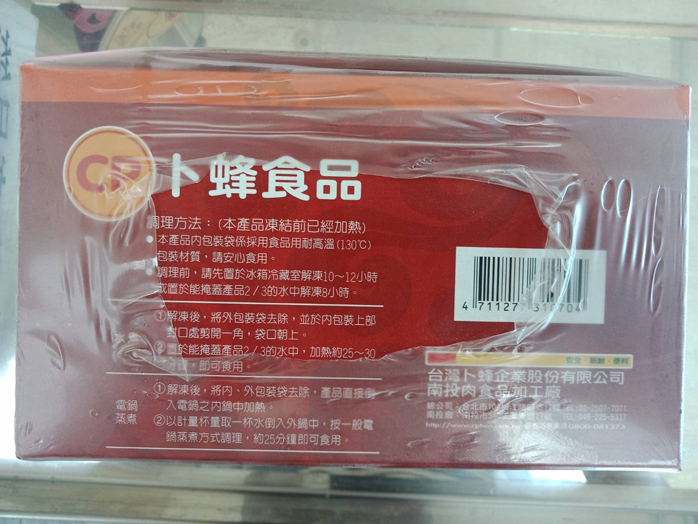 CP 卜蜂食品
調理方法：(本產品凍結前已經加熱)
• 本產品內包裝袋係採用食品用耐高溫(130℃)
包裝材質，請安心食用。
• 調理前，請先置於冰箱冷藏室解凍10～12小時
或置於能掩蓋產品2/3的水中解凍8小時。
①解凍後，將外包裝袋去除，並於內包裝上部
封口處剪開一角，袋口朝上。
②置於能掩蓋產品2/3的水中，加熱約25～30
分鐘，即可食用。
電鍋
蒸煮
①解凍後，將內、外包裝袋去除，產品直接倒
入電鍋之內鍋中加熱。
②以計量杯量取一杯水倒入外鍋中，按一般電
鍋蒸煮方式調理，約25分鐘即可食用。
4 711277
安全．新鮮．便利
台灣卜蜂企業股份有限公司
南投肉食品加工廠